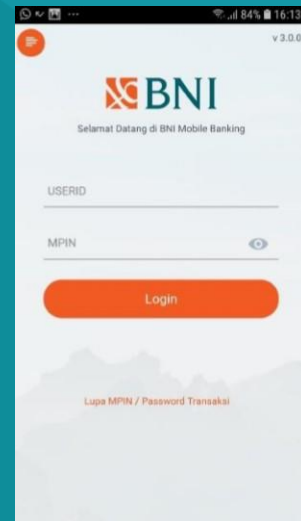 84% 16:13
v 3.0.0
BNI
Selamat Datang di BNI Mobile Banking
USERID
MPIN
Login
Lupa MPIN / Password Transaksi